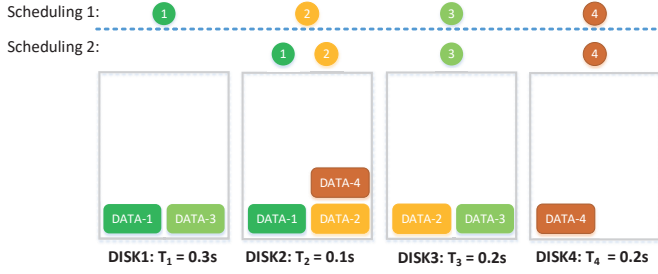 Scheduling 1: 1 2 3 4
Scheduling 2: 1 2 3 4
DATA-4
DATA-1 DATA-3 DATA-1 DATA-2 DATA-2 DATA-3 DATA-4
DISK1: T₁ = 0.3s DISK2: T₂ = 0.1s DISK3: T₃ = 0.2s DISK4: T₄ = 0.2s